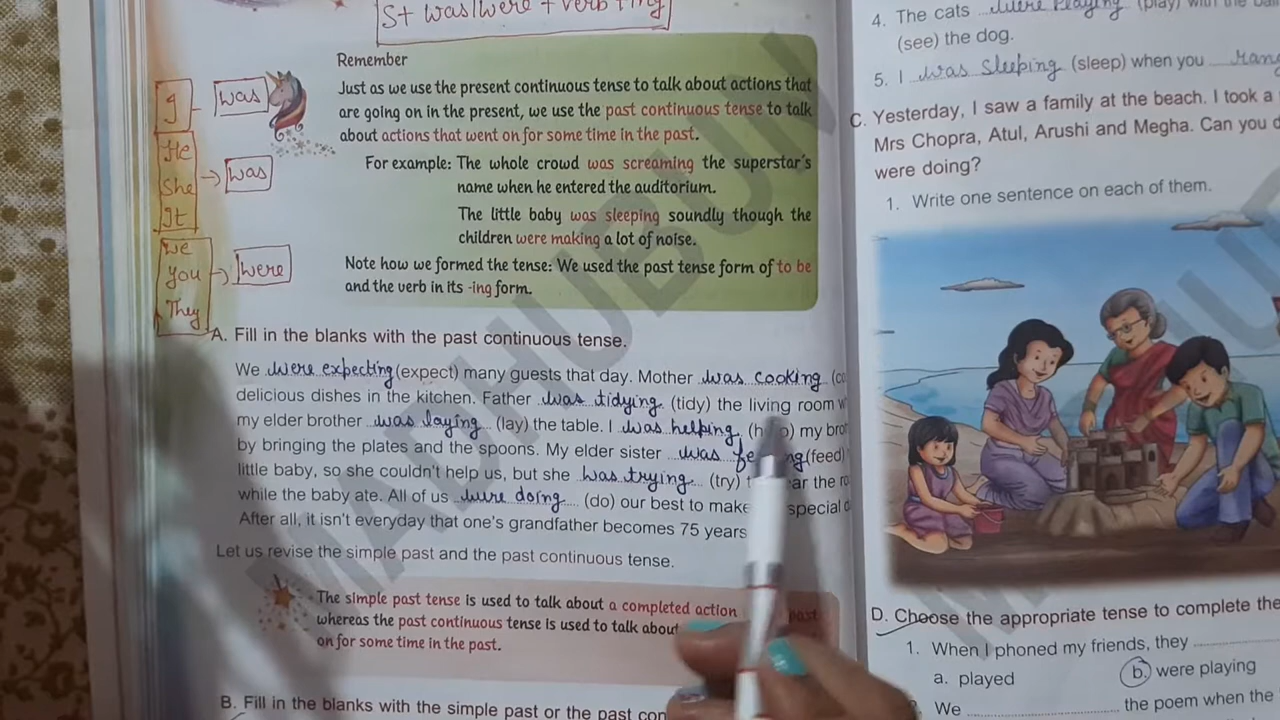 S+ was/were + verb + ing
I
was
He
She
It
was
We
You
They
were
Remember
Just as we use the present continuous tense to talk about actions that
are going on in the present, we use the past continuous tense to talk
about actions that went on for some time in the past.
For example: The whole crowd was screaming the superstar's
name when he entered the auditorium.
The little baby was sleeping soundly though the
children were making a lot of noise.
Note how we formed the tense: We used the past tense form of to be
and the verb in its -ing form.
A. Fill in the blanks with the past continuous tense.
We were expecting (expect) many guests that day. Mother was cooking
delicious dishes in the kitchen. Father was tidying (tidy) the living room
my elder brother was laying (lay) the table. I was helping my
by bringing the plates and the spoons. My elder sister was (feed)
little baby, so she couldn't help us, but she was trying (try) the
while the baby ate. All of us were doing (do) our best to make special
After all, it isn't everyday that one's grandfather becomes 75 years
Let us revise the simple past and the past continuous tense.
The simple past tense is used to talk about a completed action past
whereas the past continuous tense is used to talk about
on for some time in the past.
B. Fill in the blanks with the simple past or the past
4. The cats were playing (play) with the
(see) the dog.
5. I was sleeping (sleep) when you
C. Yesterday, I saw a family at the beach. I took a
Mrs Chopra, Atul, Arushi and Megha. Can you
were doing?
1. Write one sentence on each of them.
D. Choose the appropriate tense to complete the
1. When I phoned my friends, they
a. played b. were playing
We the poem when the
MADHUBUN